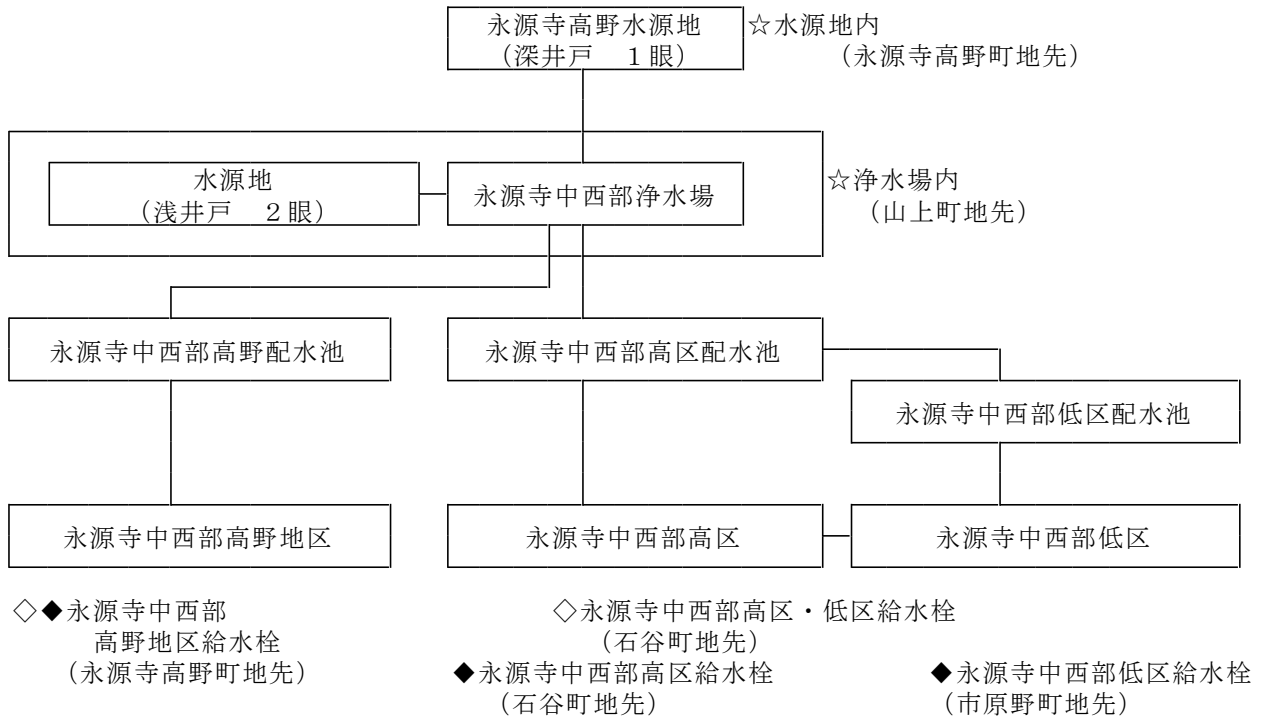 永源寺高野水源地
（深井戸　１眼）
☆水源地内
（永源寺高野町地先）
水源地
（浅井戸　２眼）
永源寺中西部浄水場
☆浄水場内
（山上町地先）
永源寺中西部高野配水池
永源寺中西部高区配水池
永源寺中西部低区配水池
永源寺中西部高野地区
永源寺中西部高区
永源寺中西部低区
◇◆永源寺中西部
高野地区給水栓
（永源寺高野町地先）
◇永源寺中西部高区・低区給水栓
（石谷町地先）
◆永源寺中西部高区給水栓
（石谷町地先）
◆永源寺中西部低区給水栓
（市原野町地先）